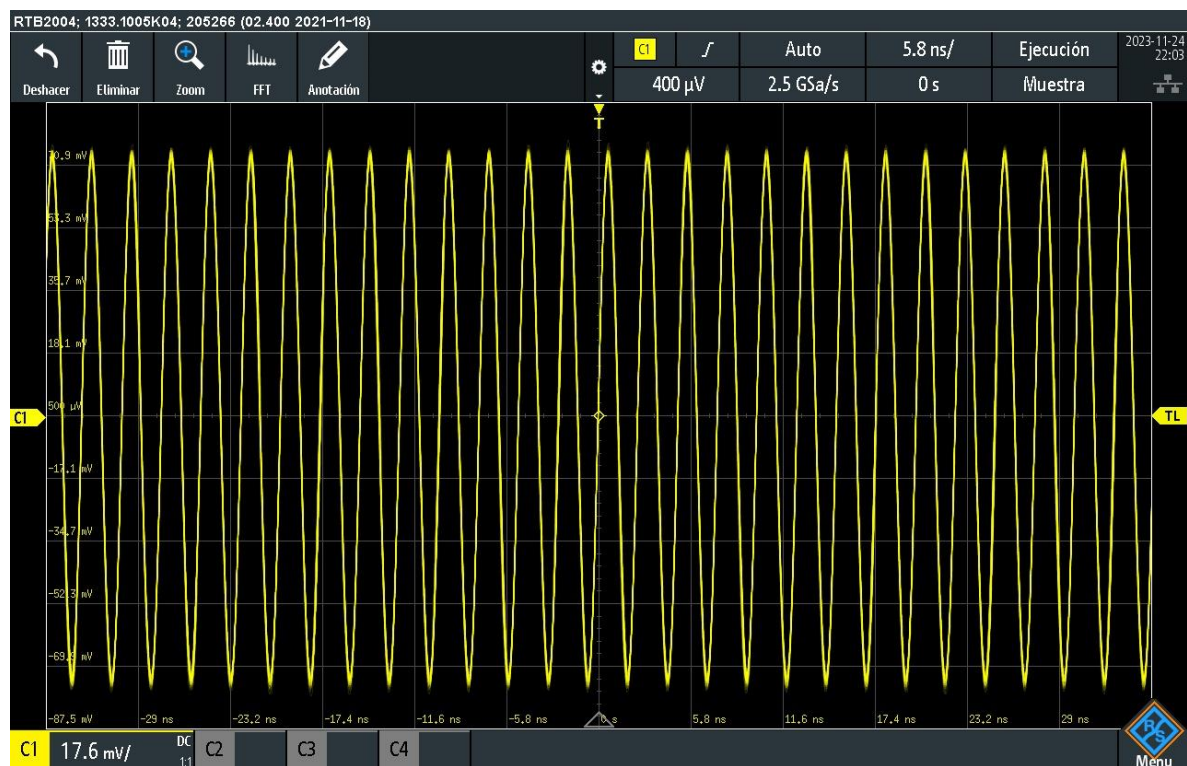 RTB2004; 1333.1005K04; 205266 (02.400 2021-11-18)
Deshacer Eliminar Zoom FFT Anotación
C1 Auto 5.8 ns/ Ejecución 2023-11-24
22:03
400 µV 2.5 GSa/s 0 s Muestra
T
70.9 mV
53.3 mV
35.7 mV
18.1 mV
500 µV
C1 TL
-17.1 mV
-34.7 mV
-52.3 mV
-69.9 mV
-87.5 mV -29 ns -23.2 ns -17.4 ns -11.6 ns -5.8 ns 0 s 5.8 ns 11.6 ns 17.4 ns 23.2 ns 29 ns
C1 17.6 mV/ DC
1:1 C2 C3 C4
R&S
Menu